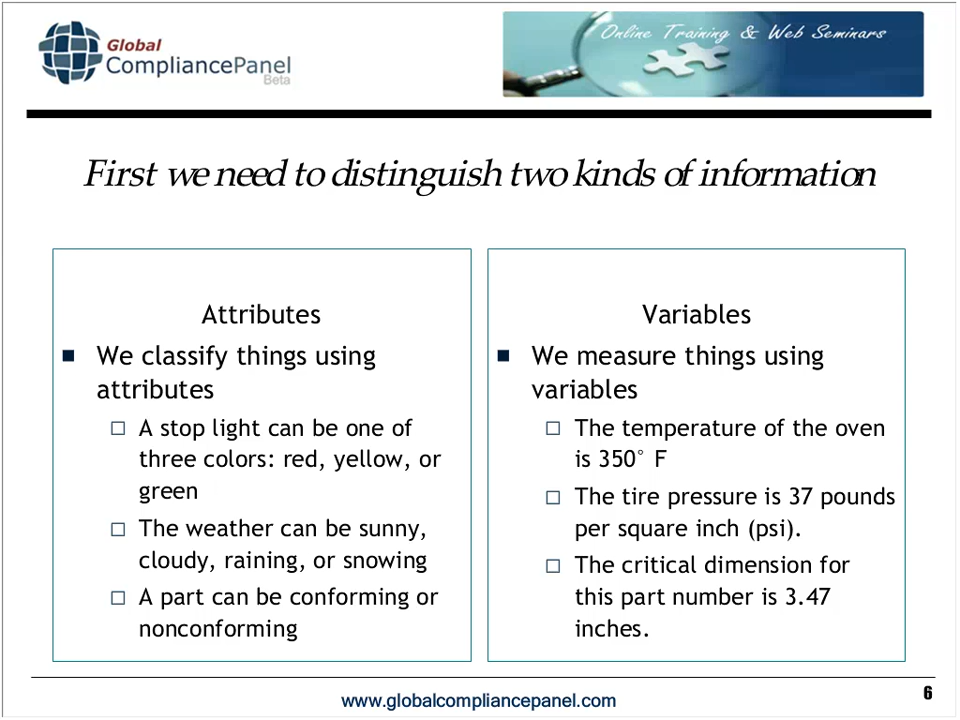 Global
CompliancePanel
Beta
Online Training & Web Seminars
First we need to distinguish two kinds of information
Attributes
■ We classify things using
attributes
□ A stop light can be one of
three colors: red, yellow, or
green
□ The weather can be sunny,
cloudy, raining, or snowing
□ A part can be conforming or
nonconforming
Variables
■ We measure things using
variables
□ The temperature of the oven
is 350° F
□ The tire pressure is 37 pounds
per square inch (psi).
□ The critical dimension for
this part number is 3.47
inches.
www.globalcompliancepanel.com
6